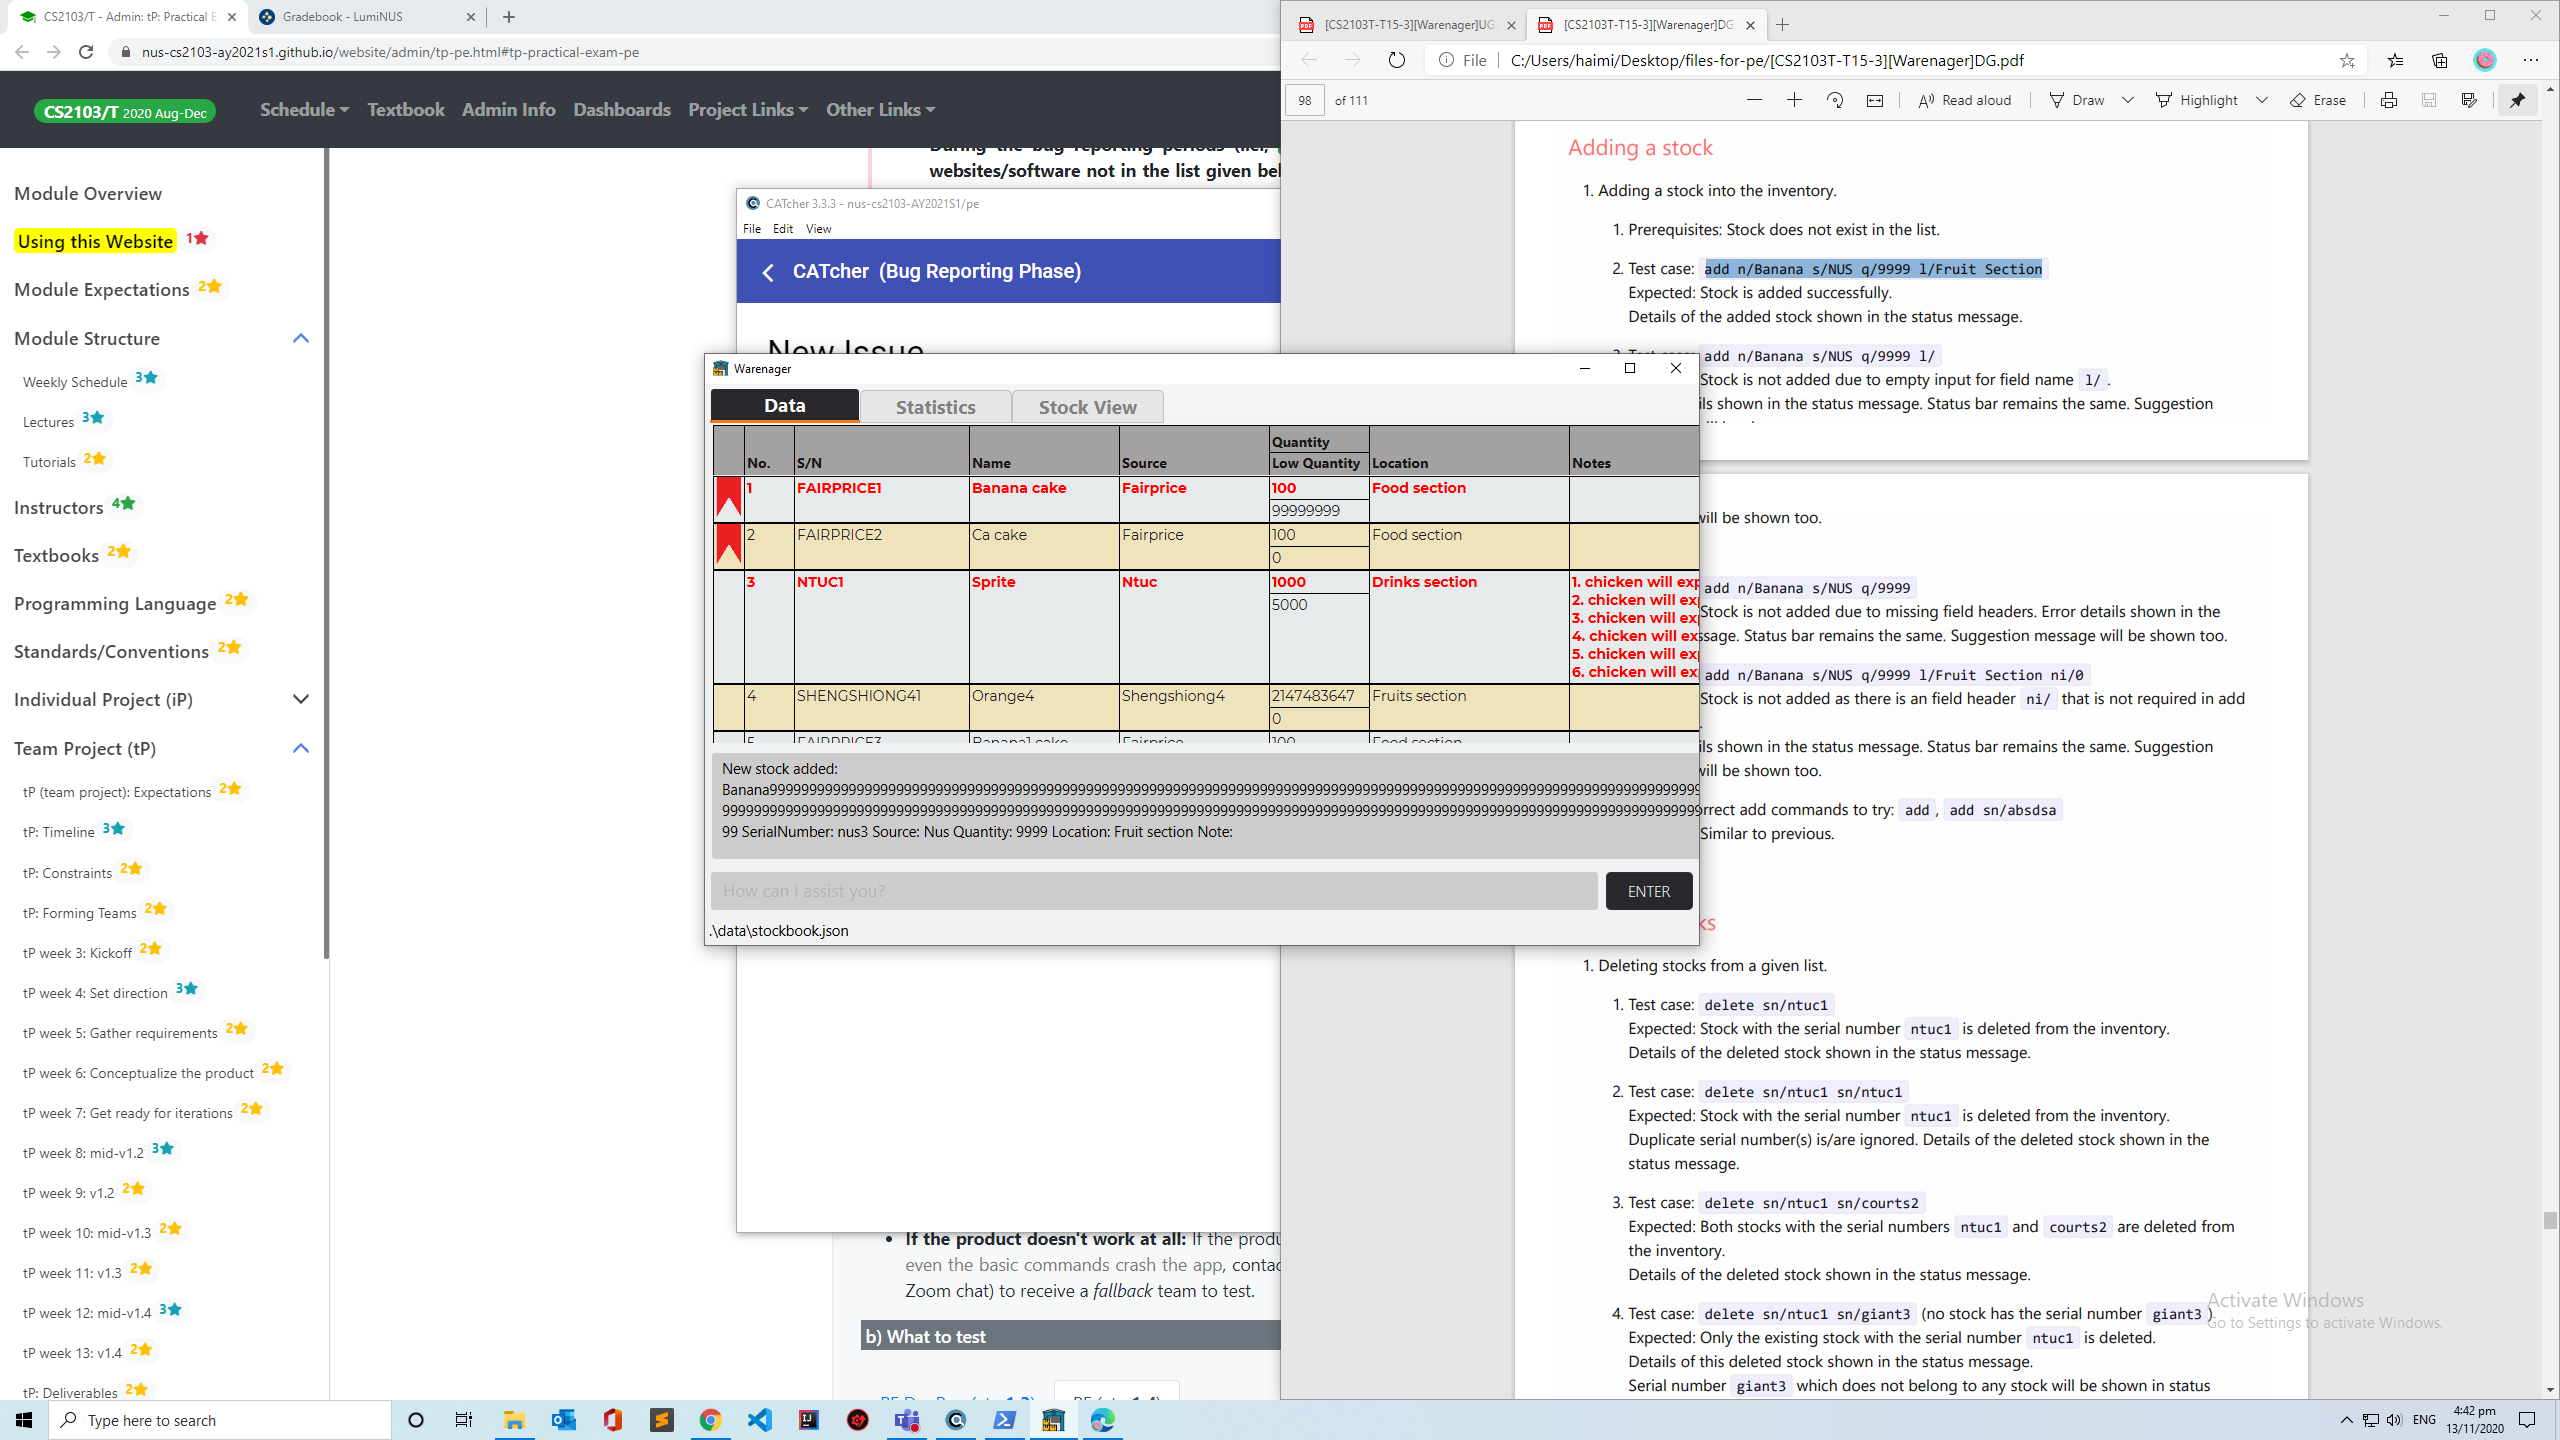 CS2103/T - Admin: tP: Practical E
Gradebook - LumiNUS
nus-cs2103-ay2021s1.github.io/website/admin/tp-pe.html#tp-practical-exam-pe
CS2103/T 2020 Aug-Dec
Schedule
Textbook
Admin Info
Dashboards
Project Links
Other Links
Module Overview
Using this Website 1
Module Expectations 2
Module Structure
Weekly Schedule 3
Lectures 3
Tutorials 2
Instructors 4
Textbooks 2
Programming Language 2
Standards/Conventions 2
Individual Project (iP)
Team Project (tP)
tP (team project): Expectations 2
tP: Timeline 3
tP: Constraints 2
tP: Forming Teams 2
tP week 3: Kickoff 2
tP week 4: Set direction 3
tP week 5: Gather requirements 2
tP week 6: Conceptualize the product 2
tP week 7: Get ready for iterations 2
tP week 8: mid-v1.2 3
tP week 9: v1.2 2
tP week 10: mid-v1.3 2
tP week 11: v1.3 2
tP week 12: mid-v1.4 3
tP week 13: v1.4 2
tP: Deliverables 2
During the bug reporting periods (i.e.,
websites/software not in the list given bel
CATcher 3.3.3 - nus-cs2103-AY2021S1/pe
File Edit View
CATcher (Bug Reporting Phase)
New Issue
If the product doesn't work at all: If the produ
even the basic commands crash the app, contac
Zoom chat) to receive a fallback team to test.
b) What to test
Warenager
Data
Statistics
Stock View
No.
S/N
Name
Source
Quantity
Low Quantity
Location
Notes
1 FAIRPRICE1 Banana cake Fairprice 100 Food section
99999999
2 FAIRPRICE2 Ca cake Fairprice 100 Food section
0
3 NTUC1 Sprite Ntuc 1000 Drinks section 1. chicken will exp
5000 2. chicken will exp
3. chicken will exp
4. chicken will exp
5. chicken will exp
6. chicken will exp
4 SHENGSHIONG41 Orange4 Shengshiong4 2147483647 Fruits section
0
5 FAIRPRICE3 Banana1 cake Fairprice 100 Food section
New stock added:
99 SerialNumber: nus3 Source: Nus Quantity: 9999 Location: Fruit section Note:
How can I assist you?
ENTER
.\data\stockbook.json
[CS2103T-T15-3][Warenager]UG
[CS2103T-T15-3][Warenager]DG
File
C:/Users/haimi/Desktop/files-for-pe/[CS2103T-T15-3][Warenager]DG.pdf
98 of 111
Read aloud
Draw
Highlight
Erase
Adding a stock
1. Adding a stock into the inventory.
1. Prerequisites: Stock does not exist in the list.
2. Test case: add n/Banana s/NUS q/9999 l/Fruit Section
Expected: Stock is added successfully.
Details of the added stock shown in the status message.
add n/Banana s/NUS q/9999 l/
Stock is not added due to empty input for field name l/ .
ils shown in the status message. Status bar remains the same. Suggestion
will be shown too.
add n/Banana s/NUS q/9999
Stock is not added due to missing field headers. Error details shown in the
ssage. Status bar remains the same. Suggestion message will be shown too.
add n/Banana s/NUS q/9999 l/Fruit Section ni/0
Stock is not added as there is an field header ni/ that is not required in add
.
ils shown in the status message. Status bar remains the same. Suggestion
will be shown too.
rrect add commands to try: add , add sn/absdsa
Similar to previous.
ks
1. Deleting stocks from a given list.
1. Test case: delete sn/ntuc1
Expected: Stock with the serial number ntuc1 is deleted from the inventory.
Details of the deleted stock shown in the status message.
2. Test case: delete sn/ntuc1 sn/ntuc1
Expected: Stock with the serial number ntuc1 is deleted from the inventory.
Duplicate serial number(s) is/are ignored. Details of the deleted stock shown in the
status message.
3. Test case: delete sn/ntuc1 sn/courts2
Expected: Both stocks with the serial numbers ntuc1 and courts2 are deleted from
the inventory.
Details of the deleted stock shown in the status message.
4. Test case: delete sn/ntuc1 sn/giant3 (no stock has the serial number giant3 )
Expected: Only the existing stock with the serial number ntuc1 is deleted.
Details of this deleted stock shown in the status message.
Serial number giant3 which does not belong to any stock will be shown in status
Activate Windows
Go to Settings to activate Windows.
Type here to search
ENG
4:42 pm
13/11/2020